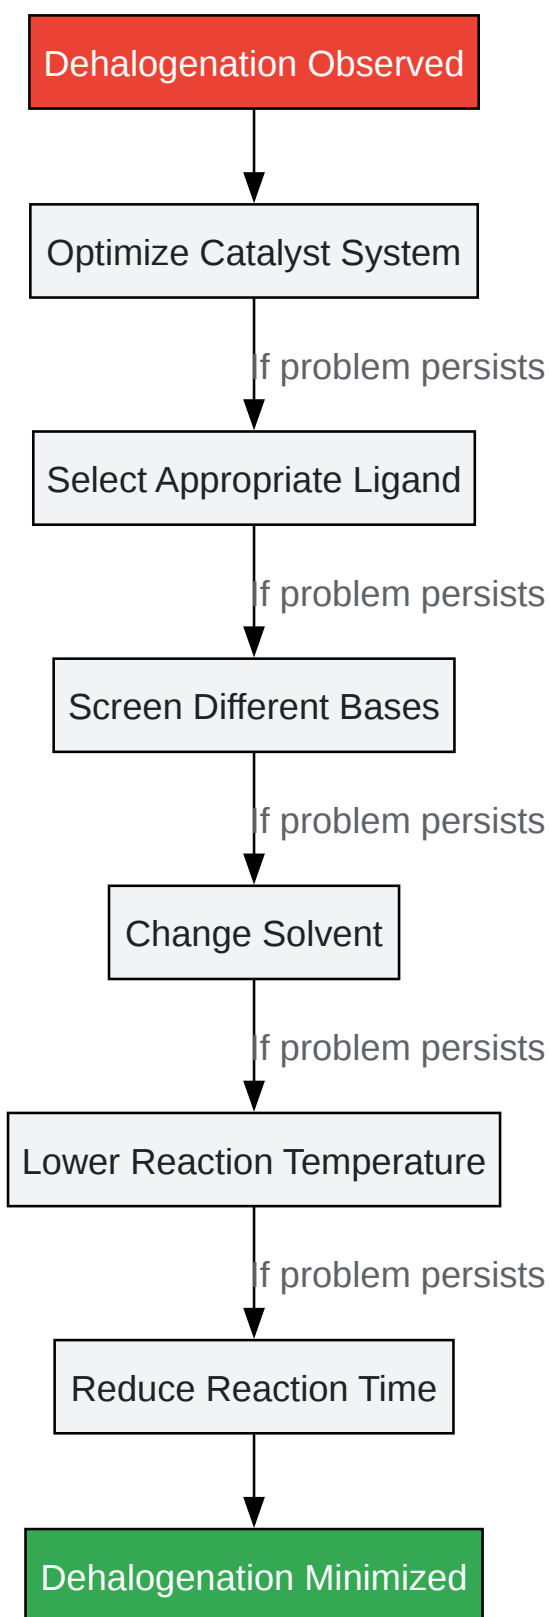 Dehalogenation Observed
Optimize Catalyst System
If problem persists
Select Appropriate Ligand
If problem persists
Screen Different Bases
If problem persists
Change Solvent
If problem persists
Lower Reaction Temperature
If problem persists
Reduce Reaction Time
Dehalogenation Minimized